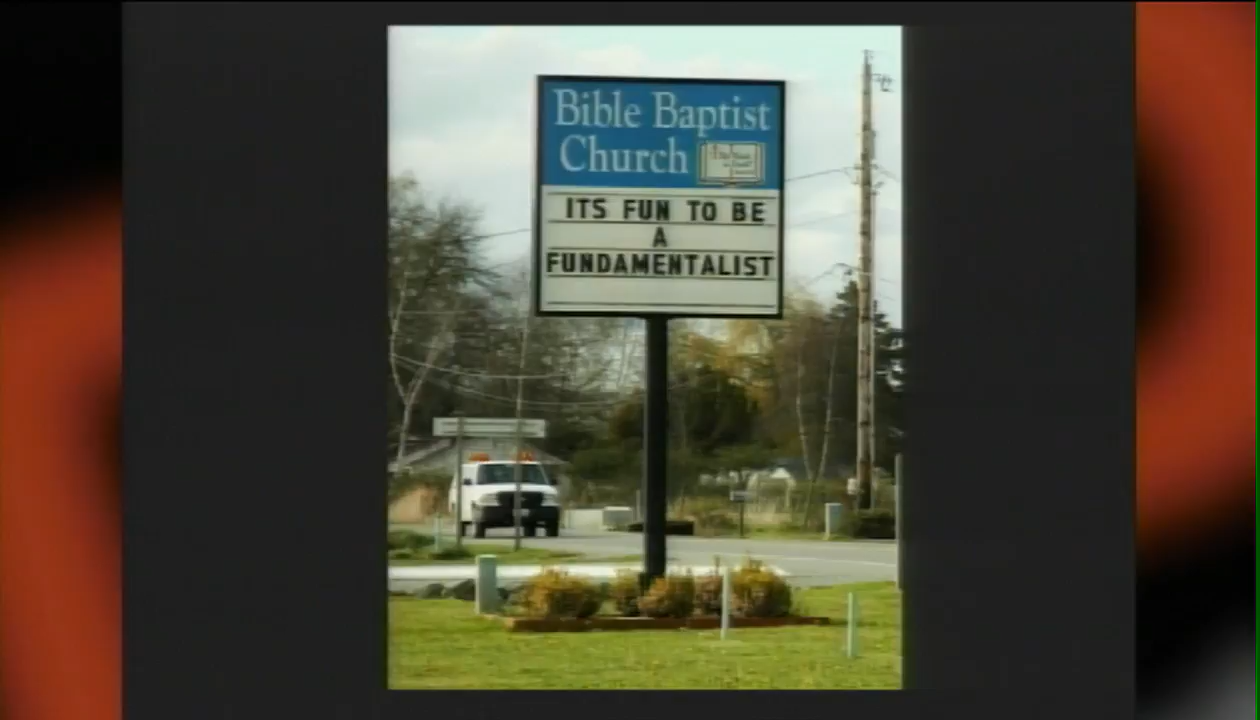 Bible Baptist
Church
ITS FUN TO BE
A
FUNDAMENTALIST